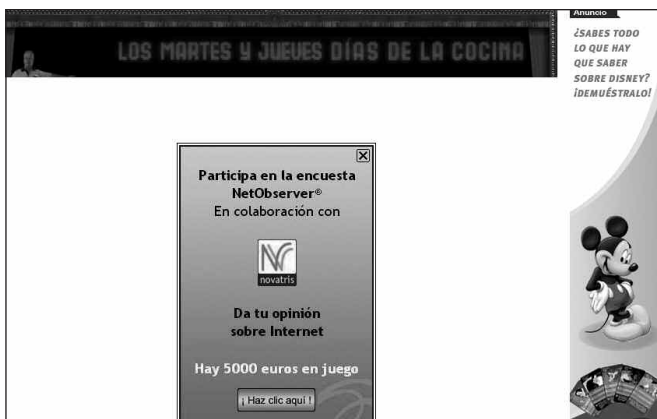 Anuncio
LOS MARTES Y JUEVES DÍAS DE LA COCINA
¿SABES TODO
LO QUE HAY
QUE SABER
SOBRE DISNEY?
¡DEMUÉSTRALO!
Participa en la encuesta
NetObserver®
En colaboración con
novatris
Da tu opinión
sobre Internet
Hay 5000 euros en juego
¡ Haz clic aquí !